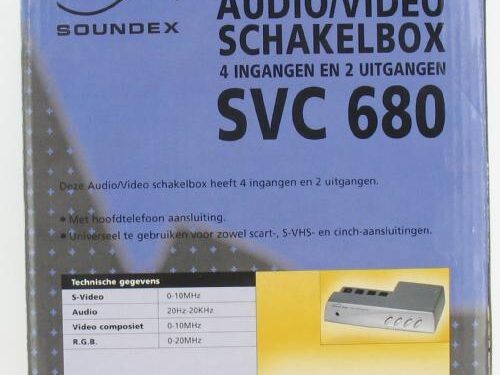 SOUNDEX
AUDIO/VIDEO
SCHAKELBOX
4 INGANGEN EN 2 UITGANGEN
SVC 680
Deze Audio/Video schakelbox heeft 4 ingangen en 2 uitgangen.
• Met hoofdtelefoon aansluiting.
• Universeel te gebruiken voor zowel scart-, S-VHS- en cinch-aansluitingen.
Technische gegevens
S-Video 0-10MHz
Audio 20Hz-20KHz
Video composiet 0-10MHz
R.G.B. 0-20MHz